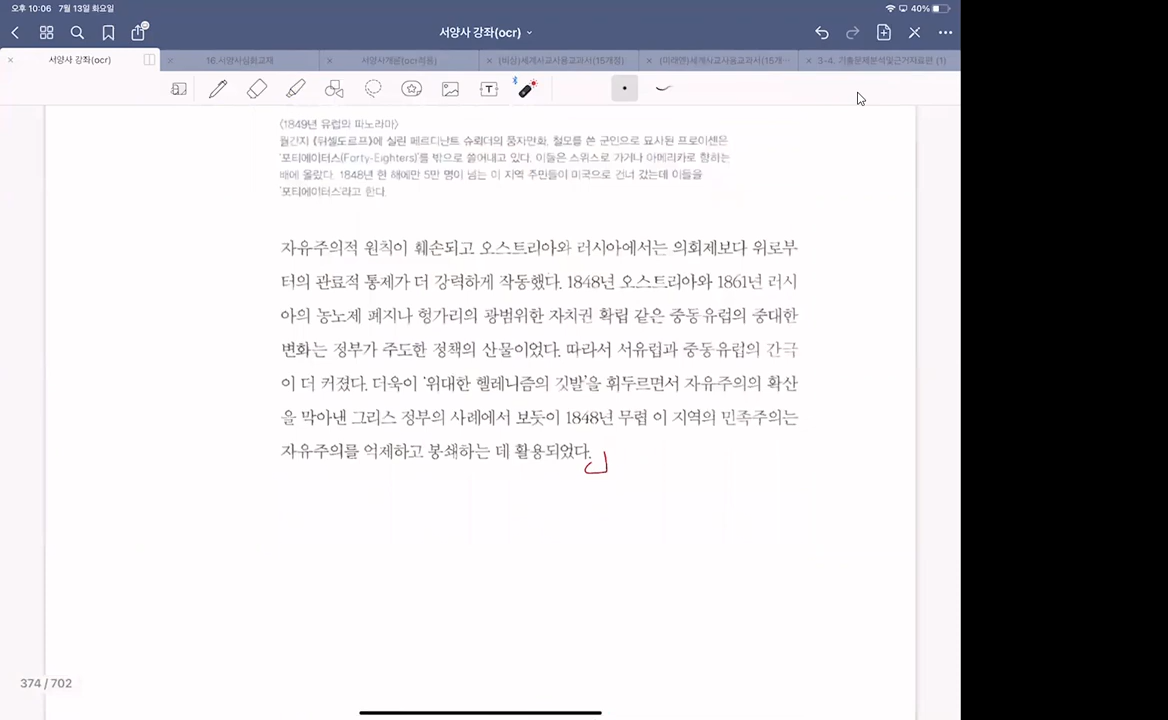 오후 10:06 7월 13일 화요일
40%
서양사 강좌(ocr)
서양사 강좌(ocr)
16.서양사심화교재
서양사개론(ocr적용)
(비상)세계사교사용교과서(15개정)
(미래엔)세계사교사용교과서(15개…
3-4. 기출문제분석및근거자료편 (1)
〈1849년 유럽의 파노라마〉
월간지 《뒤셀도르프》에 실린 페르디난트 슈뢰더의 풍자만화. 철모를 쓴 군인으로 묘사된 프로이센은
'포티에이터스(Forty-Eighters)'를 밖으로 쓸어내고 있다. 이들은 스위스로 가거나 아메리카로 향하는
배에 올랐다. 1848년 한 해에만 5만 명이 넘는 이 지역 주민들이 미국으로 건너 갔는데 이들을
'포티에이터스'라고 한다.
자유주의적 원칙이 훼손되고 오스트리아와 러시아에서는 의회제보다 위로부
터의 관료적 통제가 더 강력하게 작동했다. 1848년 오스트리아와 1861년 러시
아의 농노제 폐지나 헝가리의 광범위한 자치권 확립 같은 중동유럽의 중대한
변화는 정부가 주도한 정책의 산물이었다. 따라서 서유럽과 중동유럽의 간극
이 더 커졌다. 더욱이 '위대한 헬레니즘의 깃발'을 휘두르면서 자유주의의 확산
을 막아낸 그리스 정부의 사례에서 보듯이 1848년 무렵 이 지역의 민족주의는
자유주의를 억제하고 봉쇄하는 데 활용되었다.
374 / 702